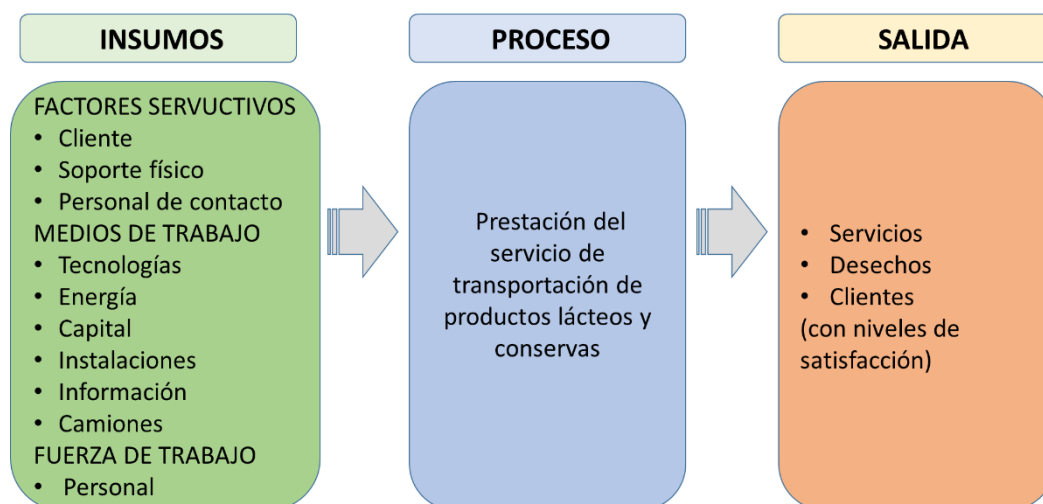 INSUMOS
FACTORES SERVUCTIVOS
• Cliente
• Soporte físico
• Personal de contacto
MEDIOS DE TRABAJO
• Tecnologías
• Energía
• Capital
• Instalaciones
• Información
• Camiones
FUERZA DE TRABAJO
• Personal
PROCESO
Prestación del
servicio de
transportación de
productos lácteos y
conservas
SALIDA
• Servicios
• Desechos
• Clientes
(con niveles de
satisfacción)